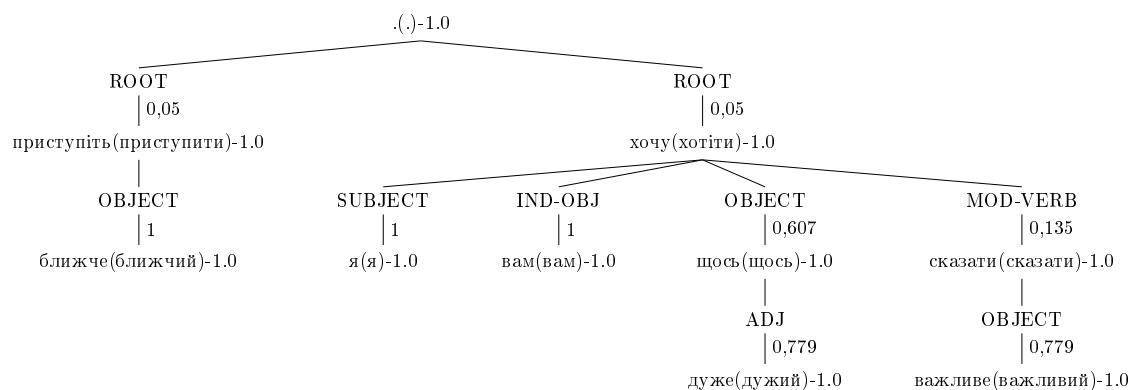 .(.)-1.0
ROOT ROOT
0,05 0,05
приступіть(приступити)-1.0 хочу(хотіти)-1.0
OBJECT SUBJECT IND-OBJ OBJECT MOD-VERB
1 1 1 0,607 0,135
ближче(ближчий)-1.0 я(я)-1.0 вам(вам)-1.0 щось(щось)-1.0 сказати(сказати)-1.0
ADJ OBJECT
0,779 0,779
дуже(дужий)-1.0 важливе(важливий)-1.0